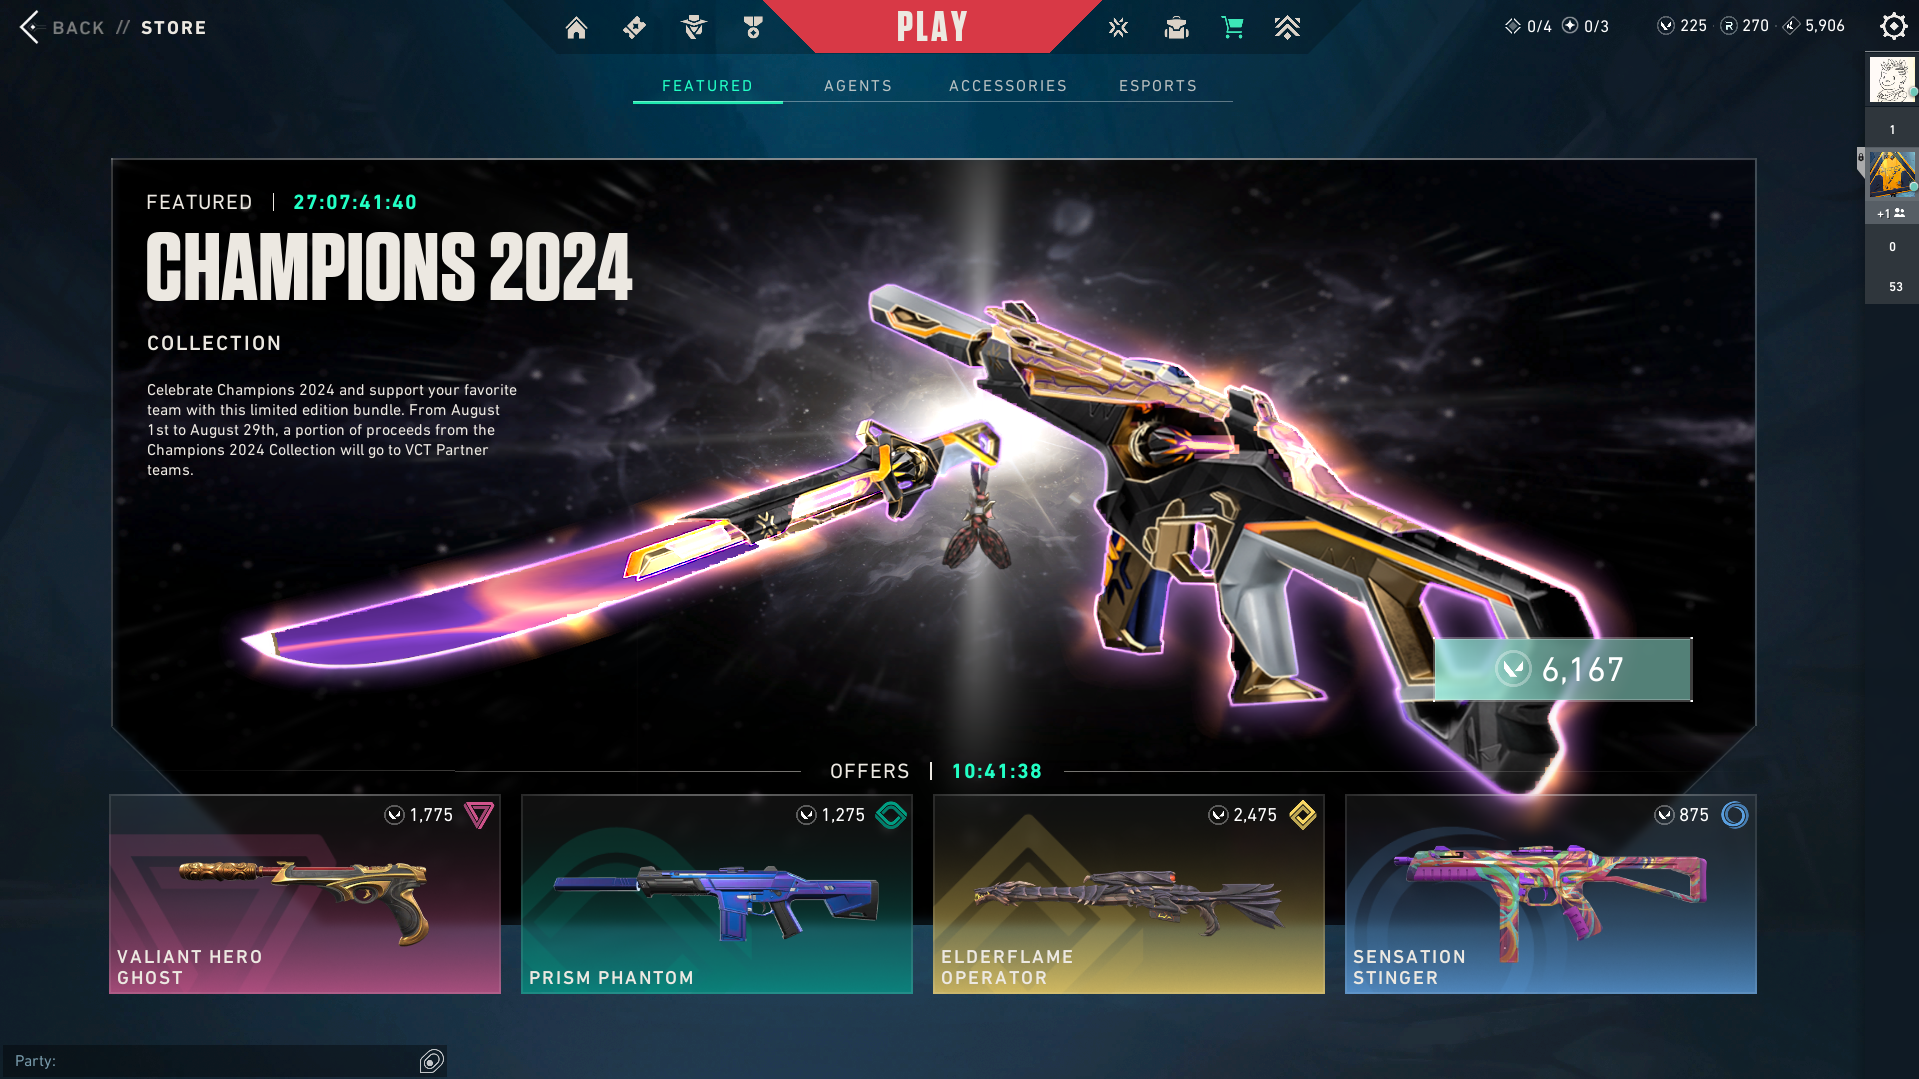 BACK // STORE
PLAY
0/4 0/3 225 270 5,906
FEATURED AGENTS ACCESSORIES ESPORTS
1
+1
0
53
FEATURED | 27:07:41:40
CHAMPIONS 2024
COLLECTION
Celebrate Champions 2024 and support your favorite
team with this limited edition bundle. From August
1st to August 29th, a portion of proceeds from the
Champions 2024 Collection will go to VCT Partner
teams.
6,167
OFFERS | 10:41:38
1,775
VALIANT HERO
GHOST
1,275
PRISM PHANTOM
2,475
ELDERFLAME
OPERATOR
875
SENSATION
STINGER
Party: